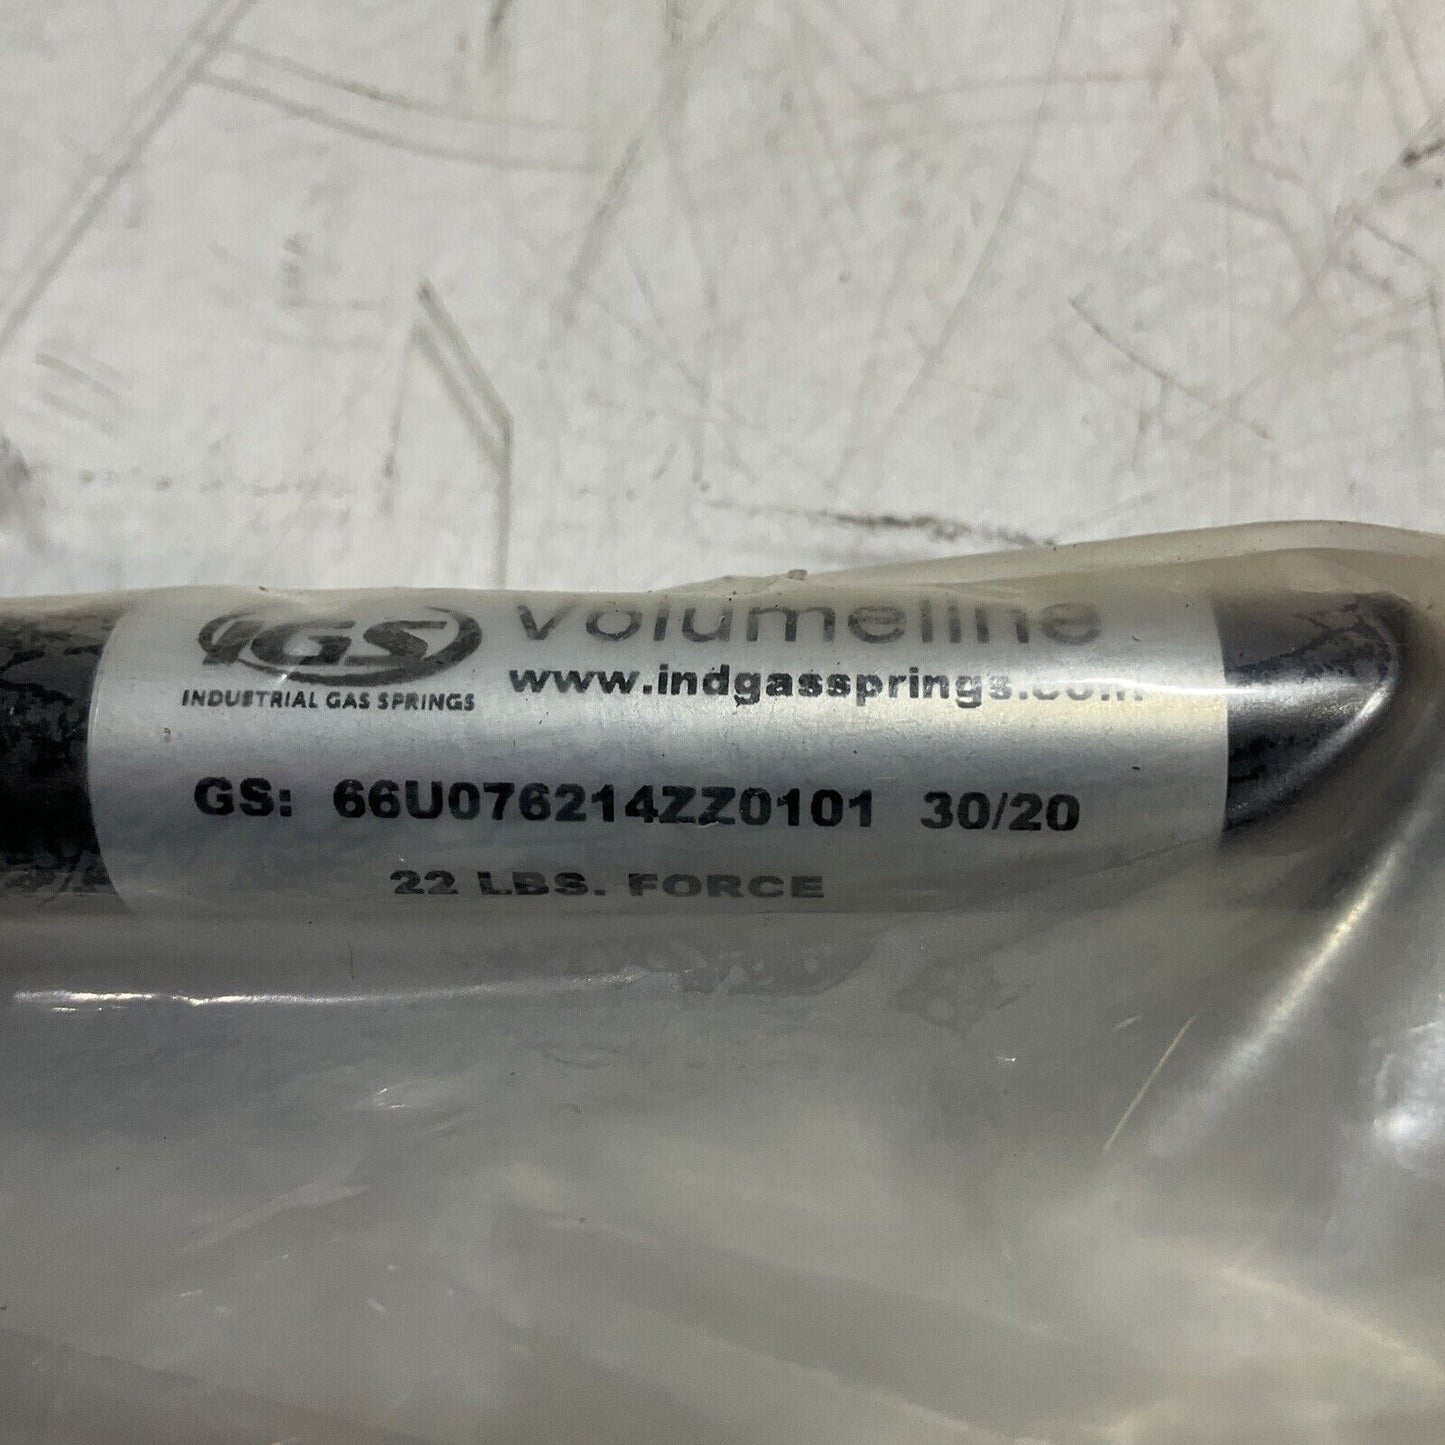 IGS
volumeline
INDUSTRIAL GAS SPRINGS
www.indgassprings.com
GS: 66U076214ZZ0101 30/20
22 LBS. FORCE